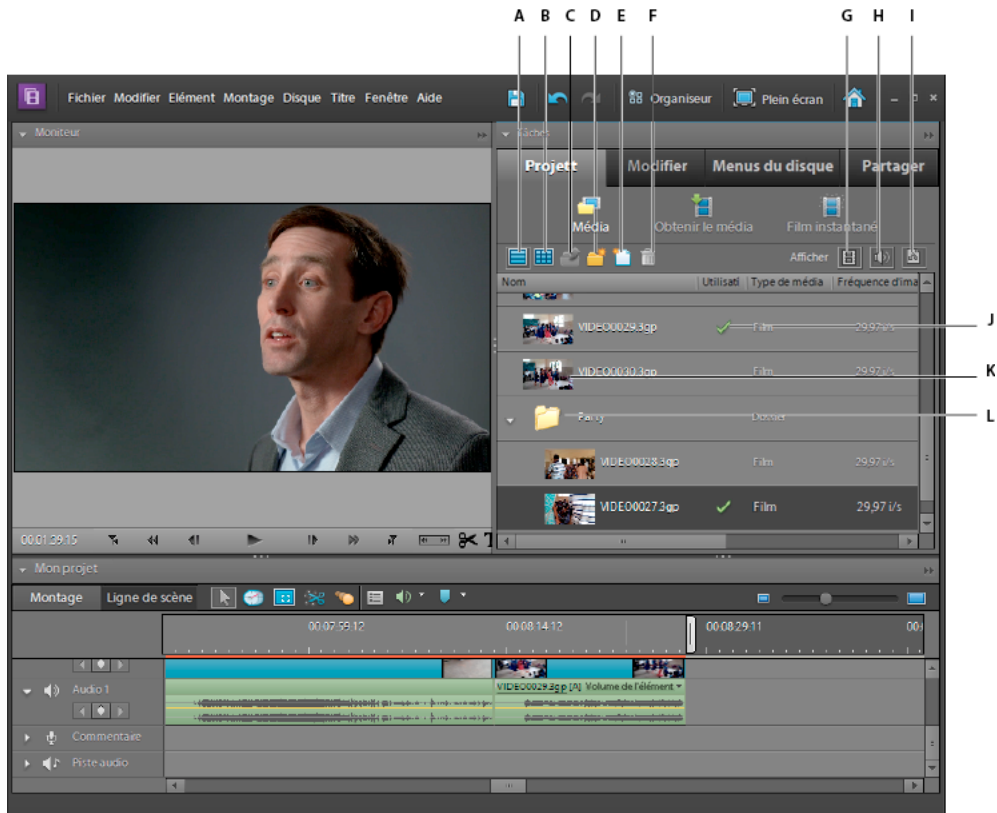 A B C D E F G H I
Fichier Modifier Elément Montage Disque Titre Fenêtre Aide
Organiseur
Plein écran
Moniteur
Tâches
Projett
Modifier
Menus du disque
Partager
Média
Obtenir le média
Film instantané
Afficher
Nom
Utilisati
Type de média
Fréquence d'ima
VIDEO0029.3gp Film 29,97 i/s
J
VIDEO0030.3gp Film 29,97 i/s
K
Party Dossier
L
VIDEO0028.3gp Film 29,97 i/s
VIDEO0027.3gp Film 29,97 i/s
00:01:39:15
T
Mon projet
Montage
Ligne de scène
00:07:59:12 00:08:14:12 00:08:29:11 00:
Audio 1
VIDEO0029.3gp [A] Volume de l'élément
Commentaire
Piste audio